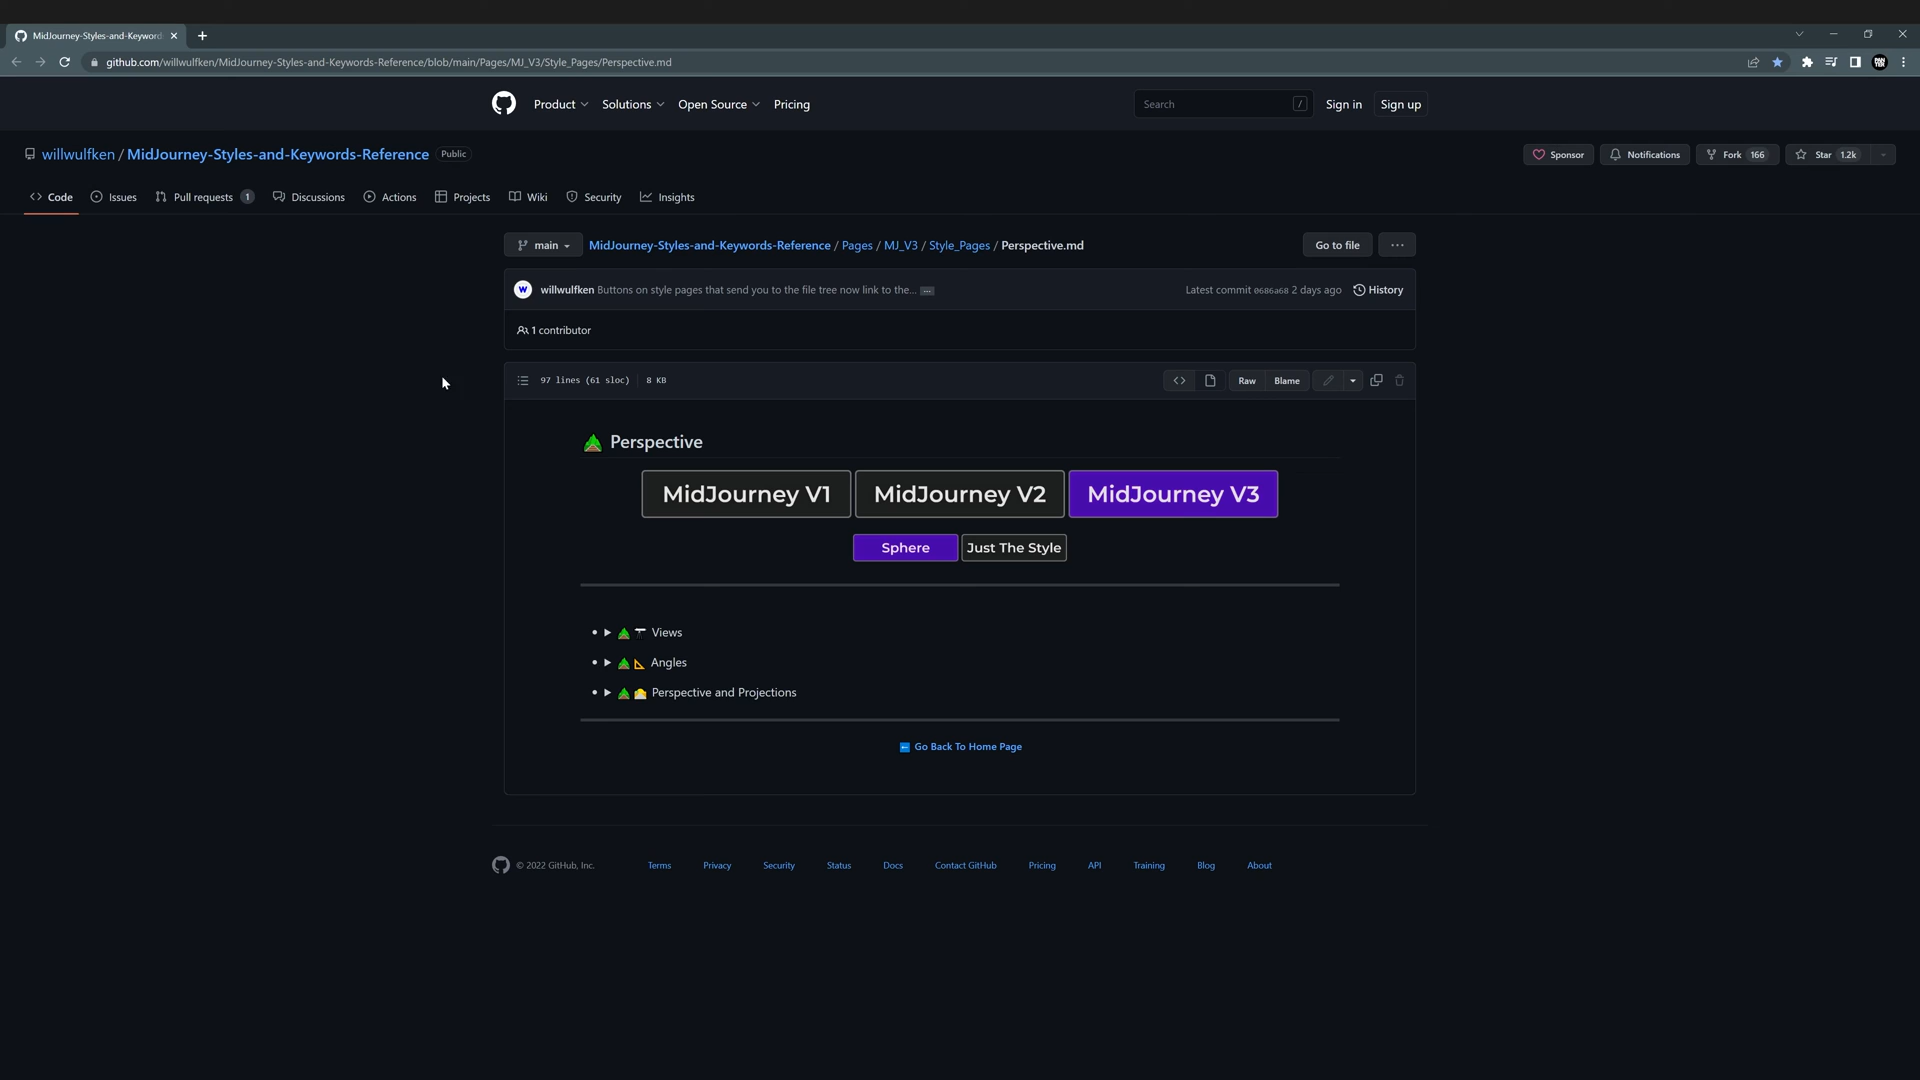 MidJourney-Styles-and-Keyword
github.com/willwulfken/MidJourney-Styles-and-Keywords-Reference/blob/main/Pages/MJ_V3/Style_Pages/Perspective.md
Product Solutions Open Source Pricing Search / Sign in Sign up
willwulfken / MidJourney-Styles-and-Keywords-Reference Public Sponsor Notifications Fork 166 Star 1.2k
Code Issues Pull requests 1 Discussions Actions Projects Wiki Security Insights
main MidJourney-Styles-and-Keywords-Reference / Pages / MJ_V3 / Style_Pages / Perspective.md Go to file ...
W willwulfken Buttons on style pages that send you to the file tree now link to the... ... Latest commit 0686a68 2 days ago History
1 contributor
97 lines (61 sloc) 8 KB Raw Blame
Perspective
MidJourney V1 MidJourney V2 MidJourney V3
Sphere Just The Style
Views
Angles
Perspective and Projections
Go Back To Home Page
© 2022 GitHub, Inc. Terms Privacy Security Status Docs Contact GitHub Pricing API Training Blog About